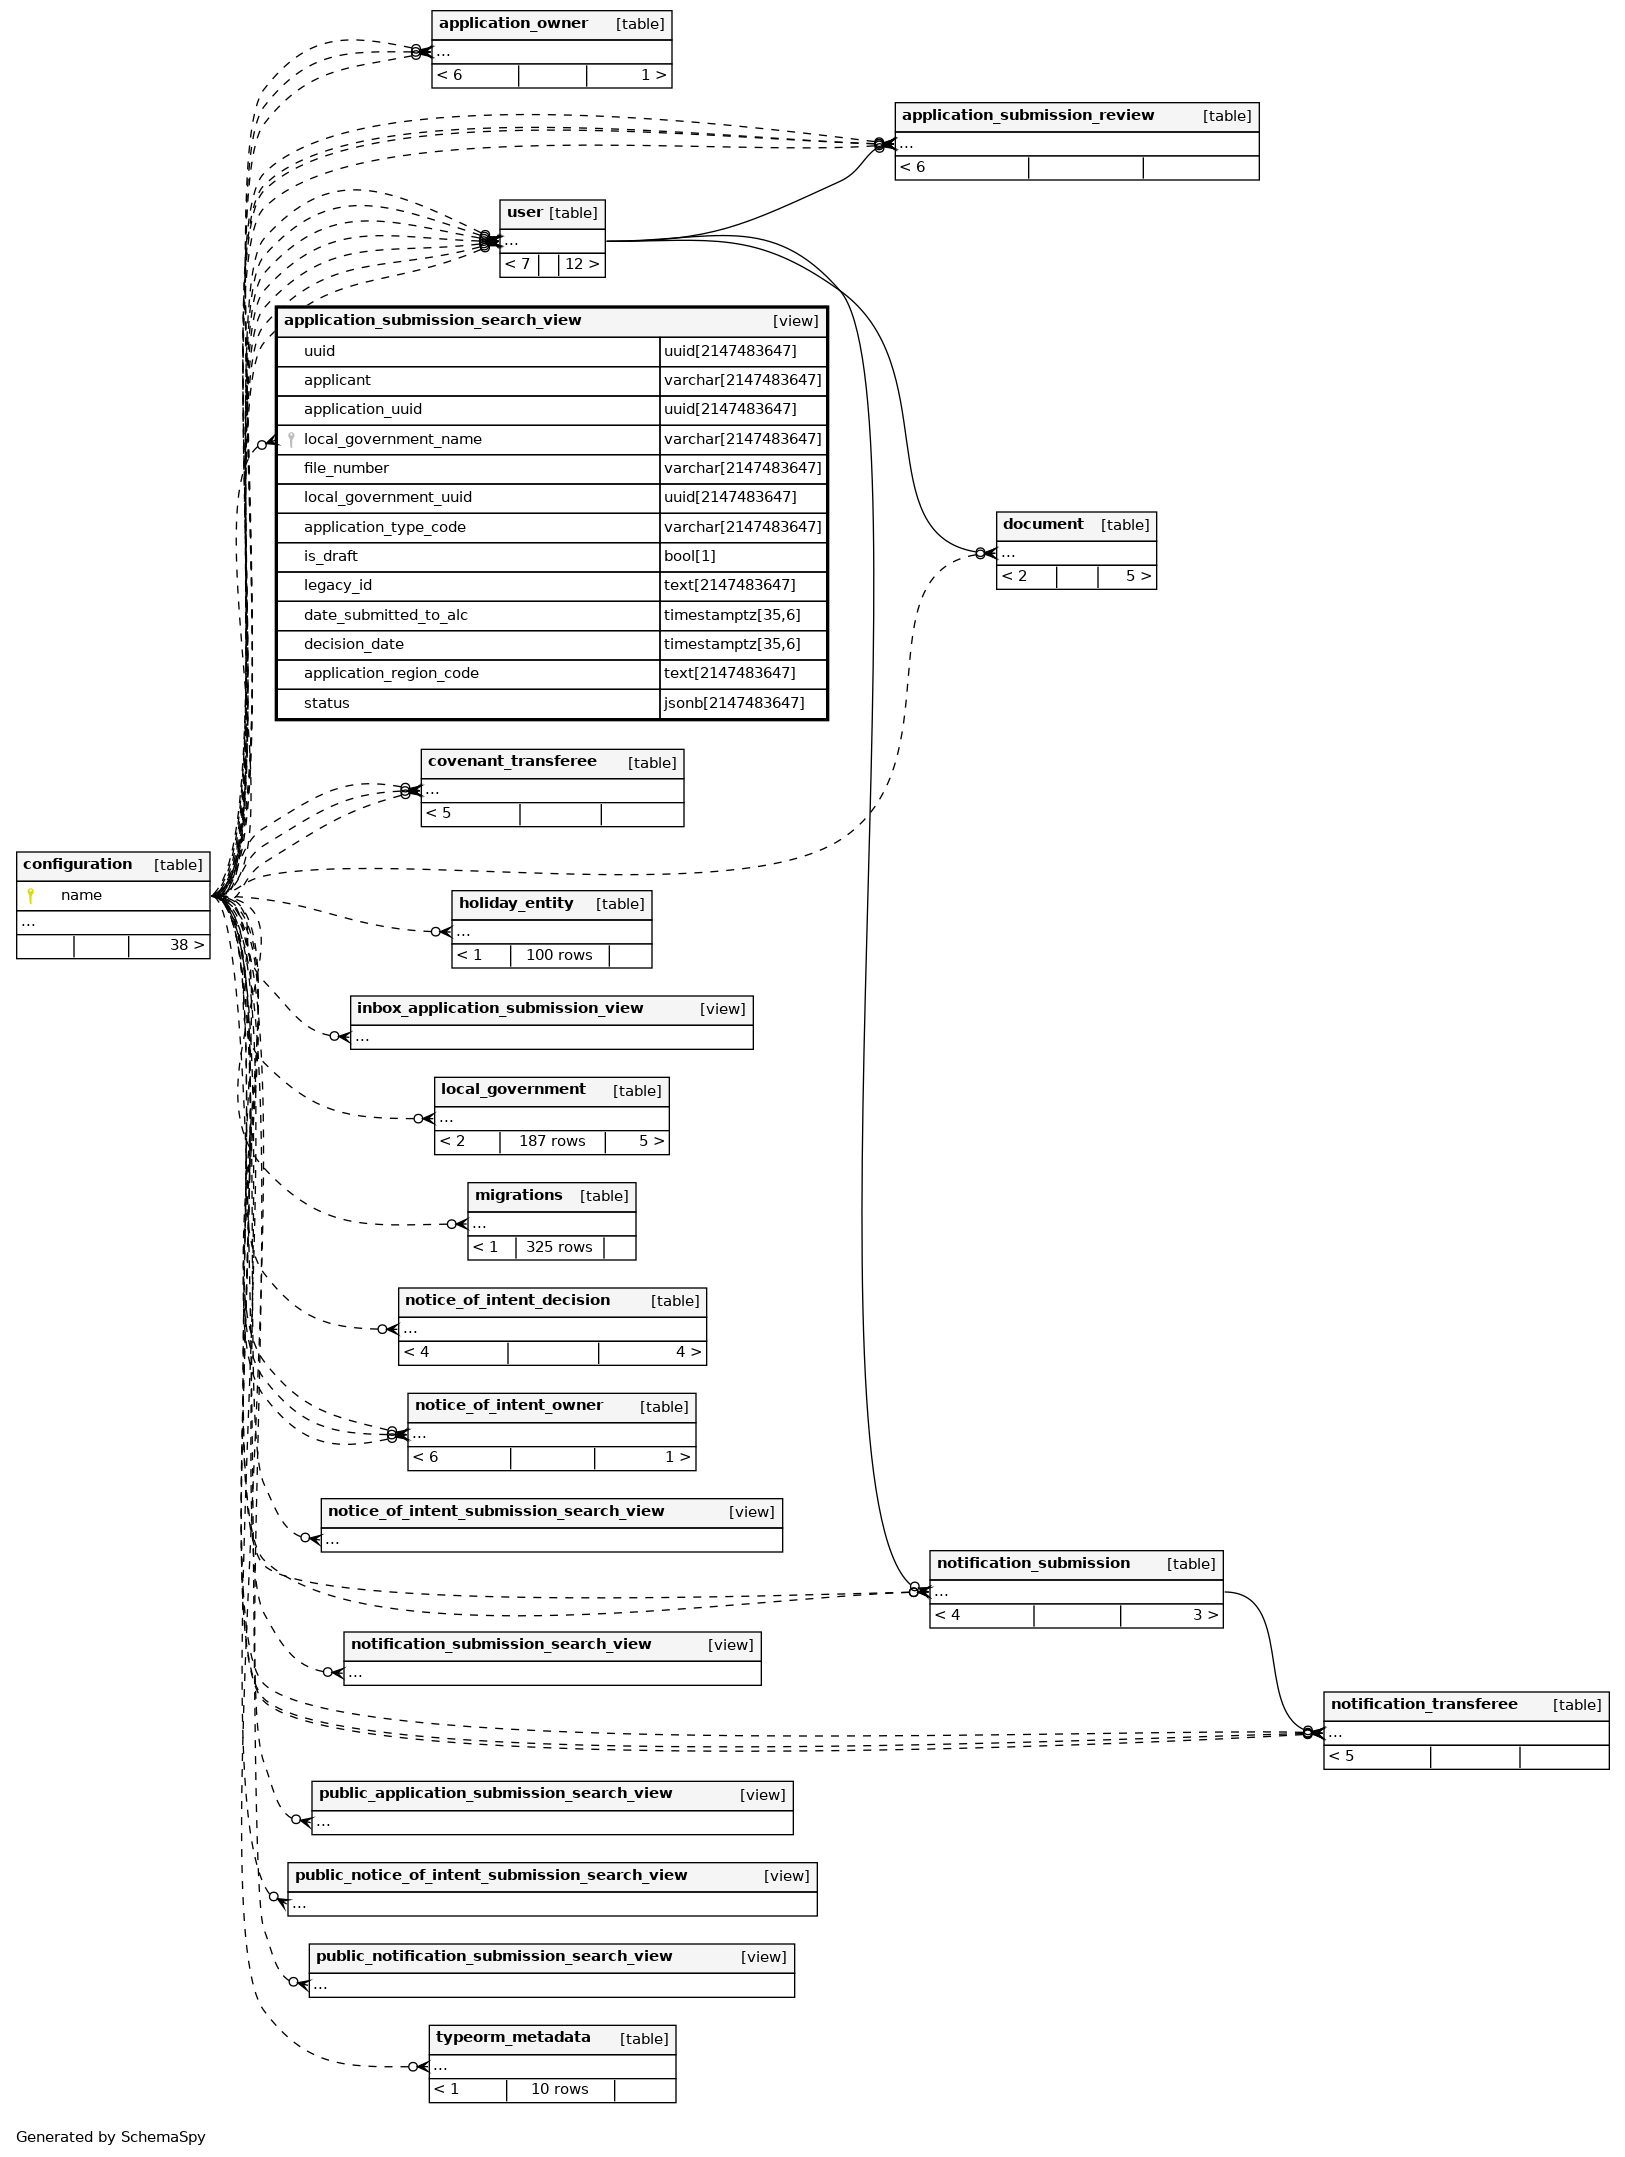 application_owner [table]
...
< 6 1 >
application_submission_review [table]
...
< 6
user [table]
...
< 7 12 >
application_submission_search_view [view]
uuid uuid[2147483647]
applicant varchar[2147483647]
application_uuid uuid[2147483647]
local_government_name varchar[2147483647]
file_number varchar[2147483647]
local_government_uuid uuid[2147483647]
application_type_code varchar[2147483647]
is_draft bool[1]
legacy_id text[2147483647]
date_submitted_to_alc timestamptz[35,6]
decision_date timestamptz[35,6]
application_region_code text[2147483647]
status jsonb[2147483647]
document [table]
...
< 2 5 >
covenant_transferee [table]
...
< 5
configuration [table]
name
...
38 >
holiday_entity [table]
...
< 1 100 rows
inbox_application_submission_view [view]
...
local_government [table]
...
< 2 187 rows 5 >
migrations [table]
...
< 1 325 rows
notice_of_intent_decision [table]
...
< 4 4 >
notice_of_intent_owner [table]
...
< 6 1 >
notice_of_intent_submission_search_view [view]
...
notification_submission [table]
...
< 4 3 >
notification_submission_search_view [view]
...
notification_transferee [table]
...
< 5
public_application_submission_search_view [view]
...
public_notice_of_intent_submission_search_view [view]
...
public_notification_submission_search_view [view]
...
typeorm_metadata [table]
...
< 1 10 rows
Generated by SchemaSpy